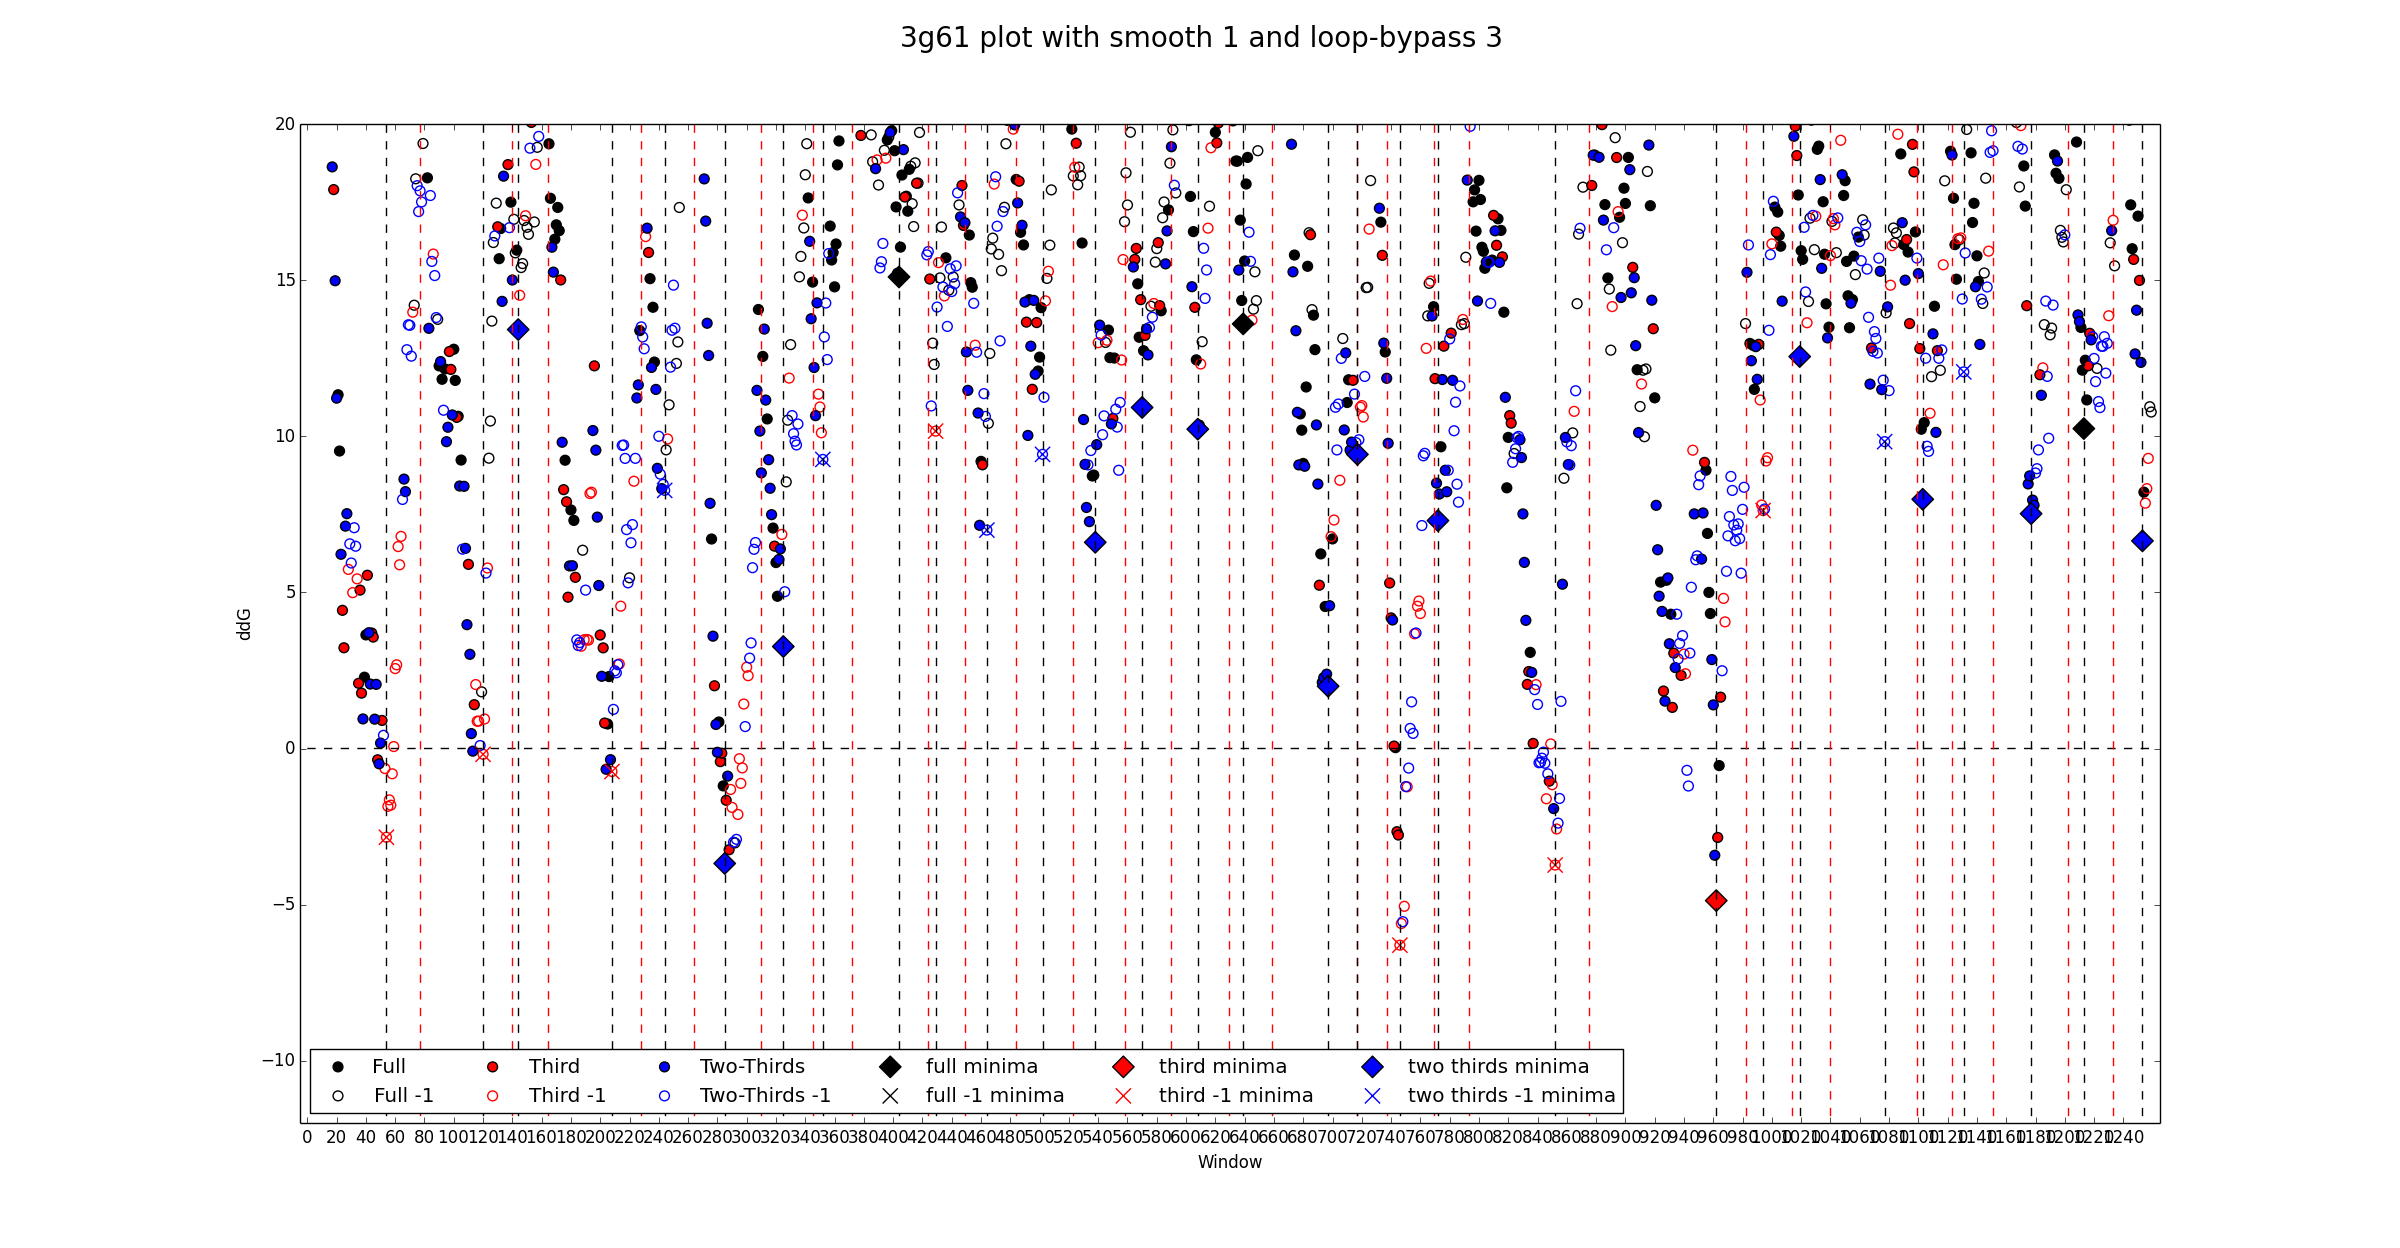 3g61 plot with smooth 1 and loop-bypass 3
20
15
10
5
0
−5
−10
ddG
Full Third Two-Thirds full minima third minima two thirds minima
Full -1 Third -1 Two-Thirds -1 full -1 minima third -1 minima two thirds -1 minima
0 20 40 60 80 100 120 140 160 180 200 220 240 260 280 300 320 340 360 380 400 420 440 460 480 500 520 540 560 580 600 620 640 660 680 700 720 740 760 780 800 820 840 860 880 900 920 940 960 980 1000 1020 1040 1060 1080 1100 1120 1140 1160 1180 1200 1220 1240
Window